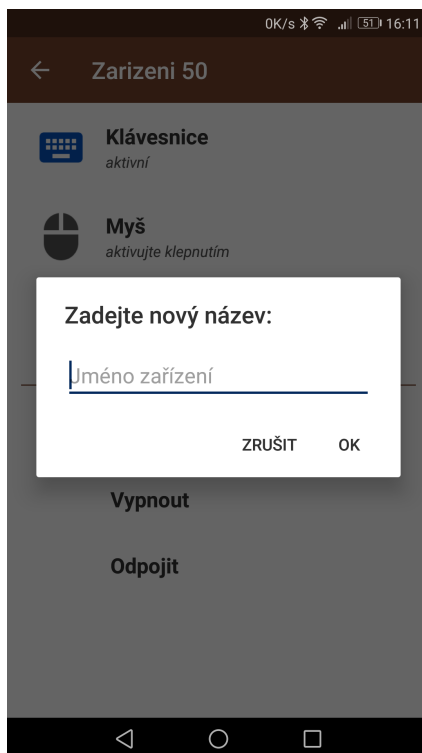 0K/s 51 16:11
Zarizeni 50
Klávesnice
aktivní
Myš
aktivujte klepnutím
Zadejte nový název:
Jméno zařízení
ZRUŠIT OK
Vypnout
Odpojit